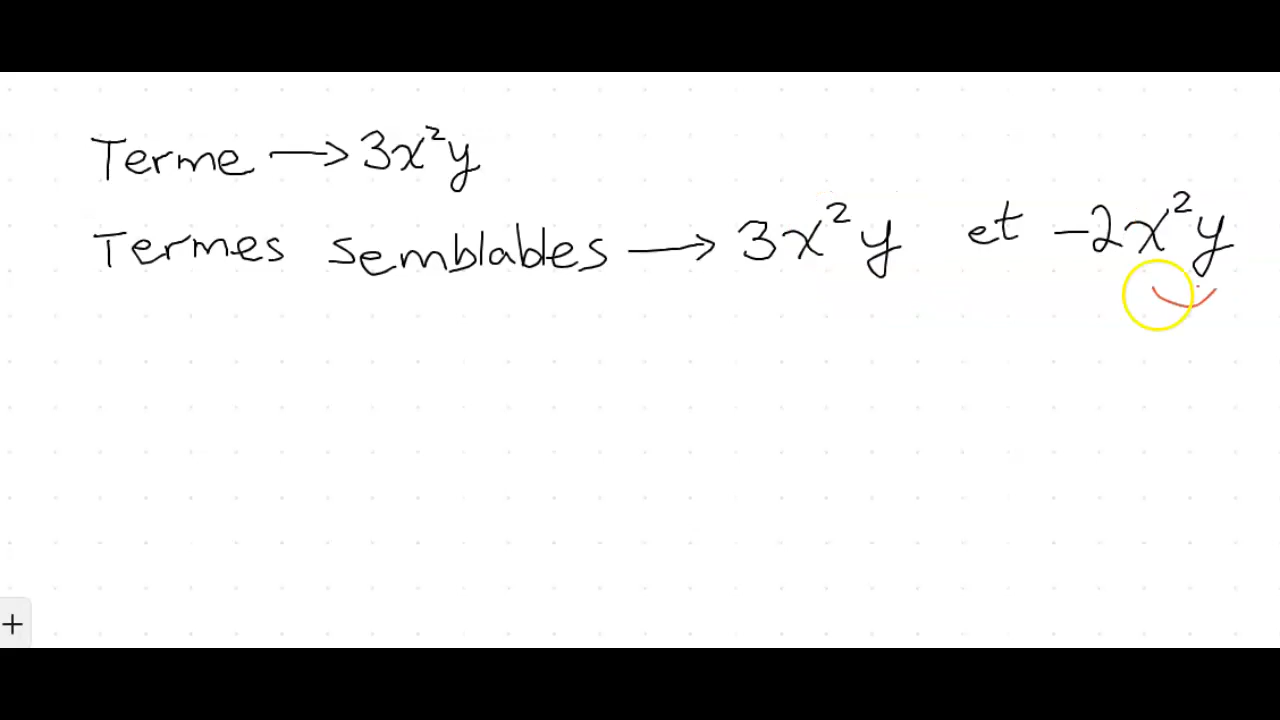 Terme → 3x²y
Termes semblables → 3x²y et -2x²y